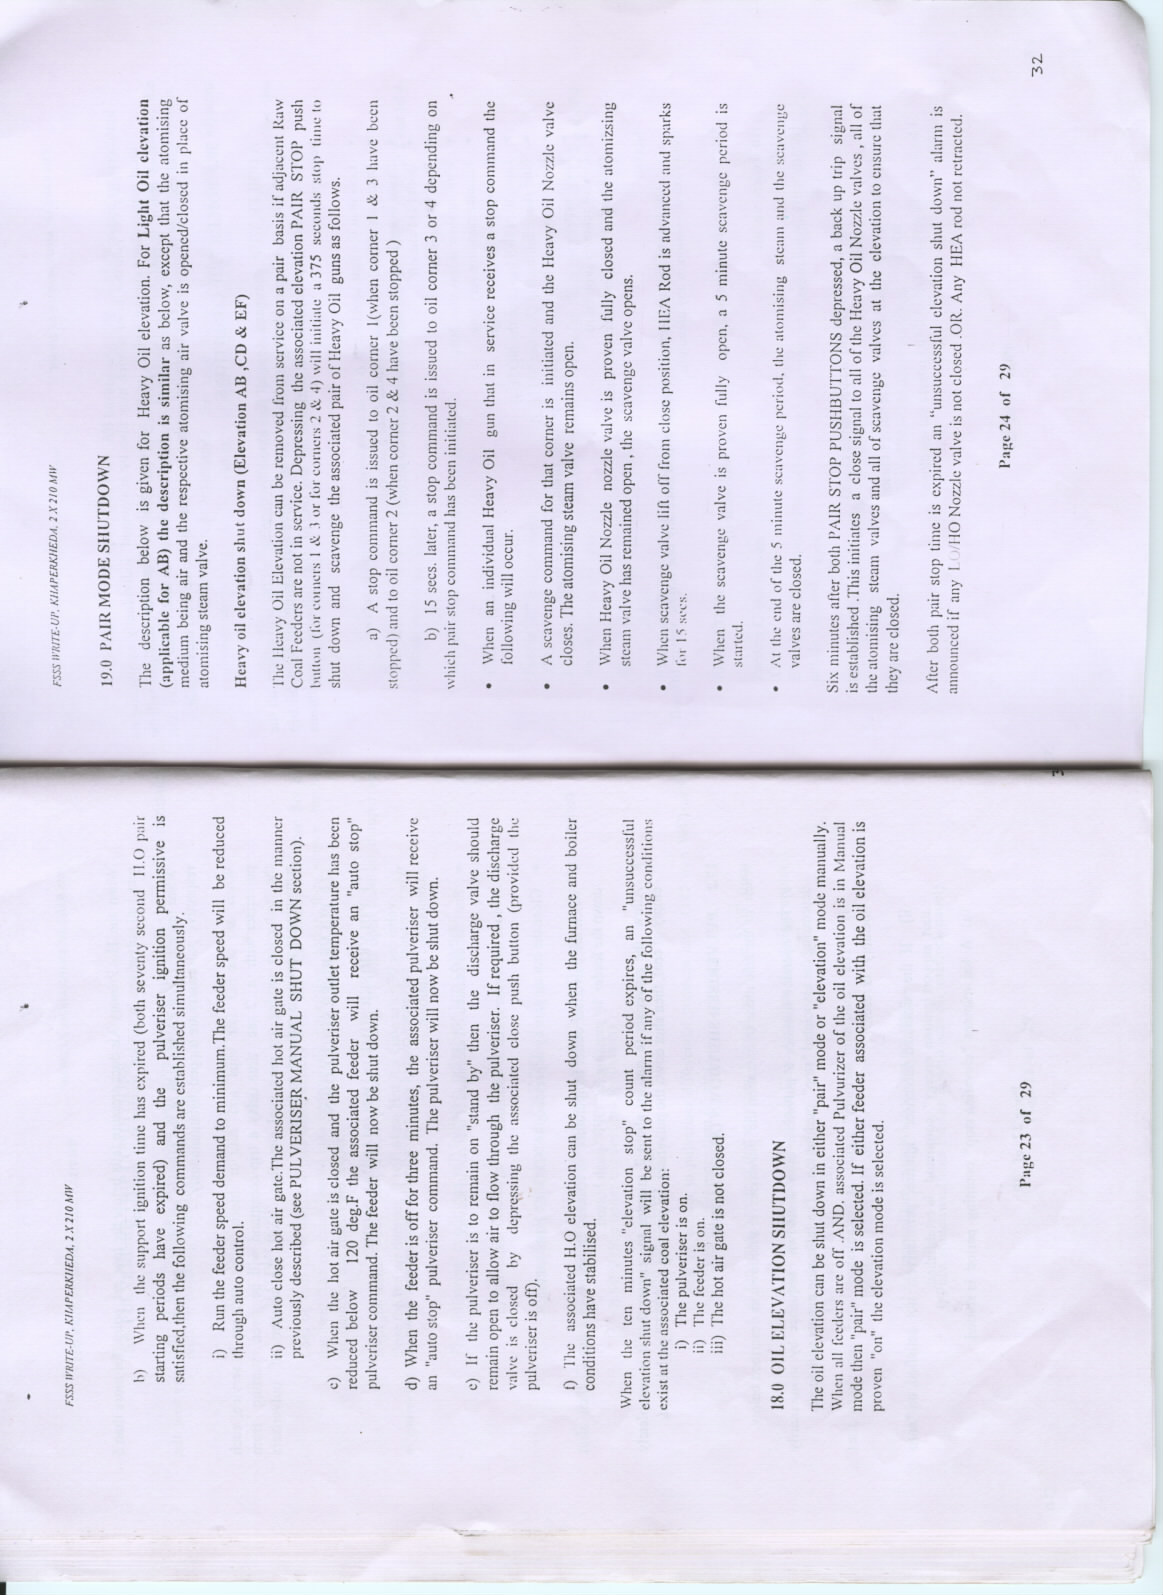 FSSS WRITE-UP, KHAPERKHEDA, 2 X 210 MW
b) When the support ignition time has expired (both seventy second H.O pair
starting periods have expired) and the pulveriser ignition permissive is
satisfied,then the following commands are established simultaneously.
i) Run the feeder speed demand to minimum.The feeder speed will be reduced
through auto control.
ii) Auto close hot air gate.The associated hot air gate is closed in the manner
previously described (see PULVERISER MANUAL SHUT DOWN section).
c) When the hot air gate is closed and the pulveriser outlet temperature has been
reduced below 120 deg.F the associated feeder will receive an "auto stop"
pulveriser command. The feeder will now be shut down.
d) When the feeder is off for three minutes, the associated pulveriser will receive
an "auto stop" pulveriser command. The pulveriser will now be shut down.
e) If the pulveriser is to remain on "stand by" then the discharge valve should
remain open to allow air to flow through the pulveriser. If required , the discharge
valve is closed by depressing the associated close push button (provided the
pulveriser is off).
f) The associated H.O elevation can be shut down when the furnace and boiler
conditions have stabilised.
When the ten minutes "elevation stop" count period expires, an "unsuccessful
elevation shut down" signal will be sent to the alarm if any of the following conditions
exist at the associated coal elevation:
i) The pulveriser is on.
ii) The feeder is on.
iii) The hot air gate is not closed.
18.0 OIL ELEVATION SHUTDOWN
The oil elevation can be shut down in either "pair" mode or "elevation" mode manually.
When all feeders are off .AND. associated Pulvurizer of the oil elevation is in Manual
mode then "pair" mode is selected. If either feeder associated with the oil elevation is
proven "on" the elevation mode is selected.
Page 23 of 29
FSSS WRITE-UP, KHAPERKHEDA, 2 X 210 MW
19.0 PAIR MODE SHUTDOWN
The description below is given for Heavy Oil elevation. For Light Oil elevation
(applicable for AB) the description is similar as below, except that the atomising
medium being air and the respective atomising air valve is opened/closed in place of
atomising steam valve.
Heavy oil elevation shut down (Elevation AB ,CD & EF)
The Heavy Oil Elevation can be removed from service on a pair basis if adjacent Raw
Coal Feeders are not in service. Depressing the associated elevation PAIR STOP push
button (for corners 1 & 3 or for corners 2 & 4) will initiate a 375 seconds stop time to
shut down and scavenge the associated pair of Heavy Oil guns as follows.
a) A stop command is issued to oil corner 1(when corner 1 & 3 have been
stopped) and to oil corner 2 (when corner 2 & 4 have been stopped )
b) 15 secs. later, a stop command is issued to oil corner 3 or 4 depending on
which pair stop command has been initiated.
• When an individual Heavy Oil gun that in service receives a stop command the
following will occur.
• A scavenge command for that corner is initiated and the Heavy Oil Nozzle valve
closes. The atomising steam valve remains open.
• When Heavy Oil Nozzle nozzle valve is proven fully closed and the atomizsing
steam valve has remained open , the scavenge valve opens.
• When scavenge valve lift off from close position, HEA Rod is advanced and sparks
for 15 secs.
• When the scavenge valve is proven fully open, a 5 minute scavenge period is
started.
• At the end of the 5 minute scavenge period, the atomising steam and the scavenge
valves are closed.
Six minutes after both PAIR STOP PUSHBUTTONS depressed, a back up trip signal
is established .This initiates a close signal to all of the Heavy Oil Nozzle valves , all of
the atomising steam valves and all of scavenge valves at the elevation to ensure that
they are closed.
After both pair stop time is expired an "unsuccessful elevation shut down" alarm is
announced if any LO/HO Nozzle valve is not closed .OR. Any HEA rod not retracted.
Page 24 of 29
32